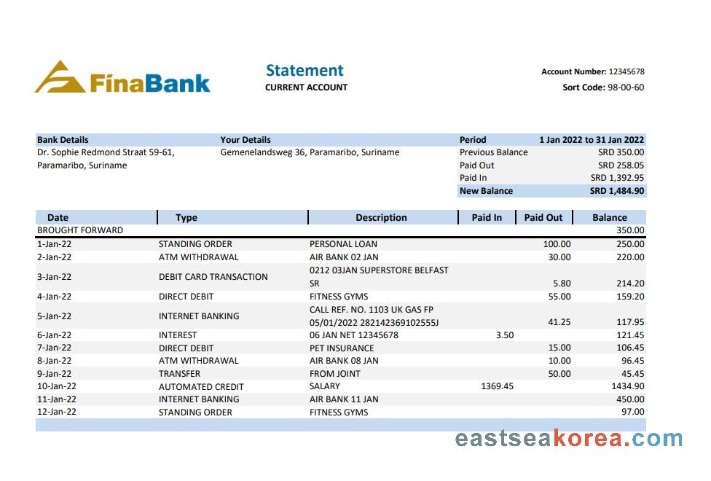 FinaBank
Statement
CURRENT ACCOUNT
Account Number: 12345678
Sort Code: 98-00-60
Bank Details Your Details Period 1 Jan 2022 to 31 Jan 2022
Dr. Sophie Redmond Straat 59-61, Gemenelandsweg 36, Paramaribo, Suriname Previous Balance SRD 350.00
Paramaribo, Suriname Paid Out SRD 258.05
Paid In SRD 1,392.95
New Balance SRD 1,484.90
Date Type Description Paid In Paid Out Balance
BROUGHT FORWARD 350.00
1-Jan-22 STANDING ORDER PERSONAL LOAN 100.00 250.00
2-Jan-22 ATM WITHDRAWAL AIR BANK 02 JAN 30.00 220.00
3-Jan-22 DEBIT CARD TRANSACTION 0212 03JAN SUPERSTORE BELFAST
SR 5.80 214.20
4-Jan-22 DIRECT DEBIT FITNESS GYMS 55.00 159.20
5-Jan-22 INTERNET BANKING CALL REF. NO. 1103 UK GAS FP
05/01/2022 282142369102555J 41.25 117.95
6-Jan-22 INTEREST 06 JAN NET 12345678 3.50 121.45
7-Jan-22 DIRECT DEBIT PET INSURANCE 15.00 106.45
8-Jan-22 ATM WITHDRAWAL AIR BANK 08 JAN 10.00 96.45
9-Jan-22 TRANSFER FROM JOINT 50.00 45.45
10-Jan-22 AUTOMATED CREDIT SALARY 1369.45 1434.90
11-Jan-22 INTERNET BANKING AIR BANK 11 JAN 450.00
12-Jan-22 STANDING ORDER FITNESS GYMS 97.00
eastseakorea.com